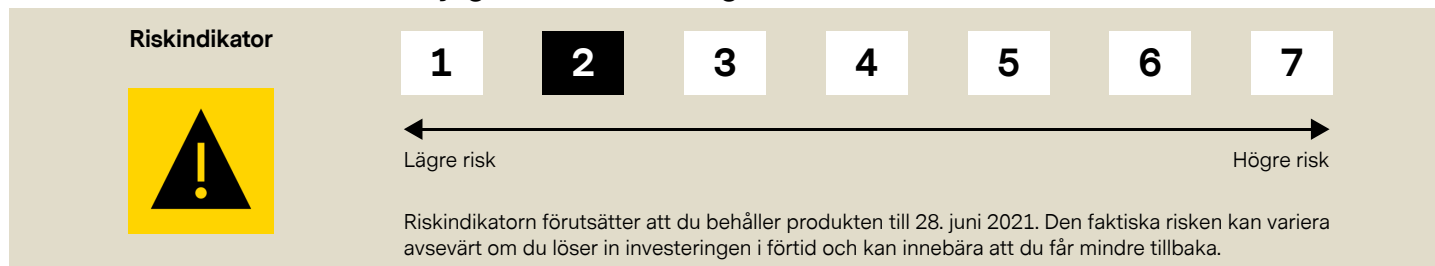 Riskindikator
1 2 3 4 5 6 7
Lägre risk Högre risk
Riskindikatorn förutsätter att du behåller produkten till 28. juni 2021. Den faktiska risken kan variera
avsevärt om du löser in investeringen i förtid och kan innebära att du får mindre tillbaka.